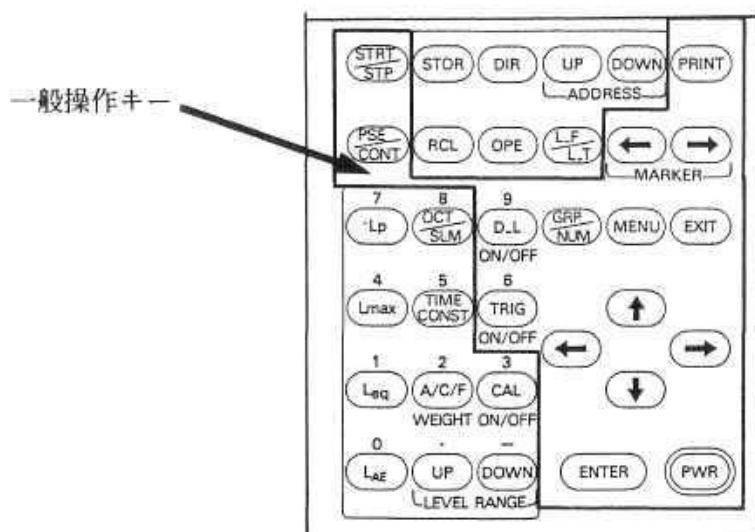 STRT/STP STOR DIR UP DOWN PRINT
ADDRESS
一般操作キー
PSE/CONT RCL OPE L.F/L.T ← →
MARKER
7 8 9
Lp OCT/SLM D.L GRP/NUM MENU EXIT
ON/OFF
4 5 6
Lmax TIME CONST TRIG ↑
ON/OFF
← →
1 2 3
Leq A/C/F CAL ↓
WEIGHT ON/OFF
0 . −
LAE UP DOWN ENTER PWR
LEVEL RANGE